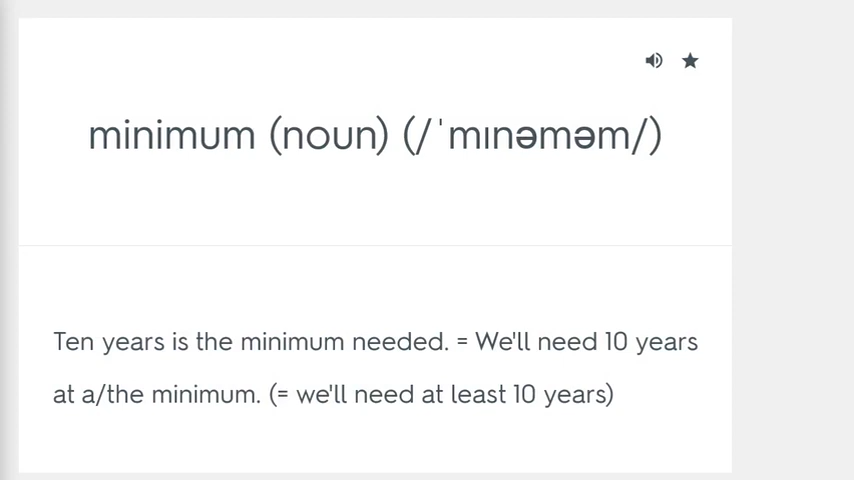 minimum (noun) (/ˈmɪnəməm/)
Ten years is the minimum needed. = We'll need 10 years
at a/the minimum. (= we'll need at least 10 years)